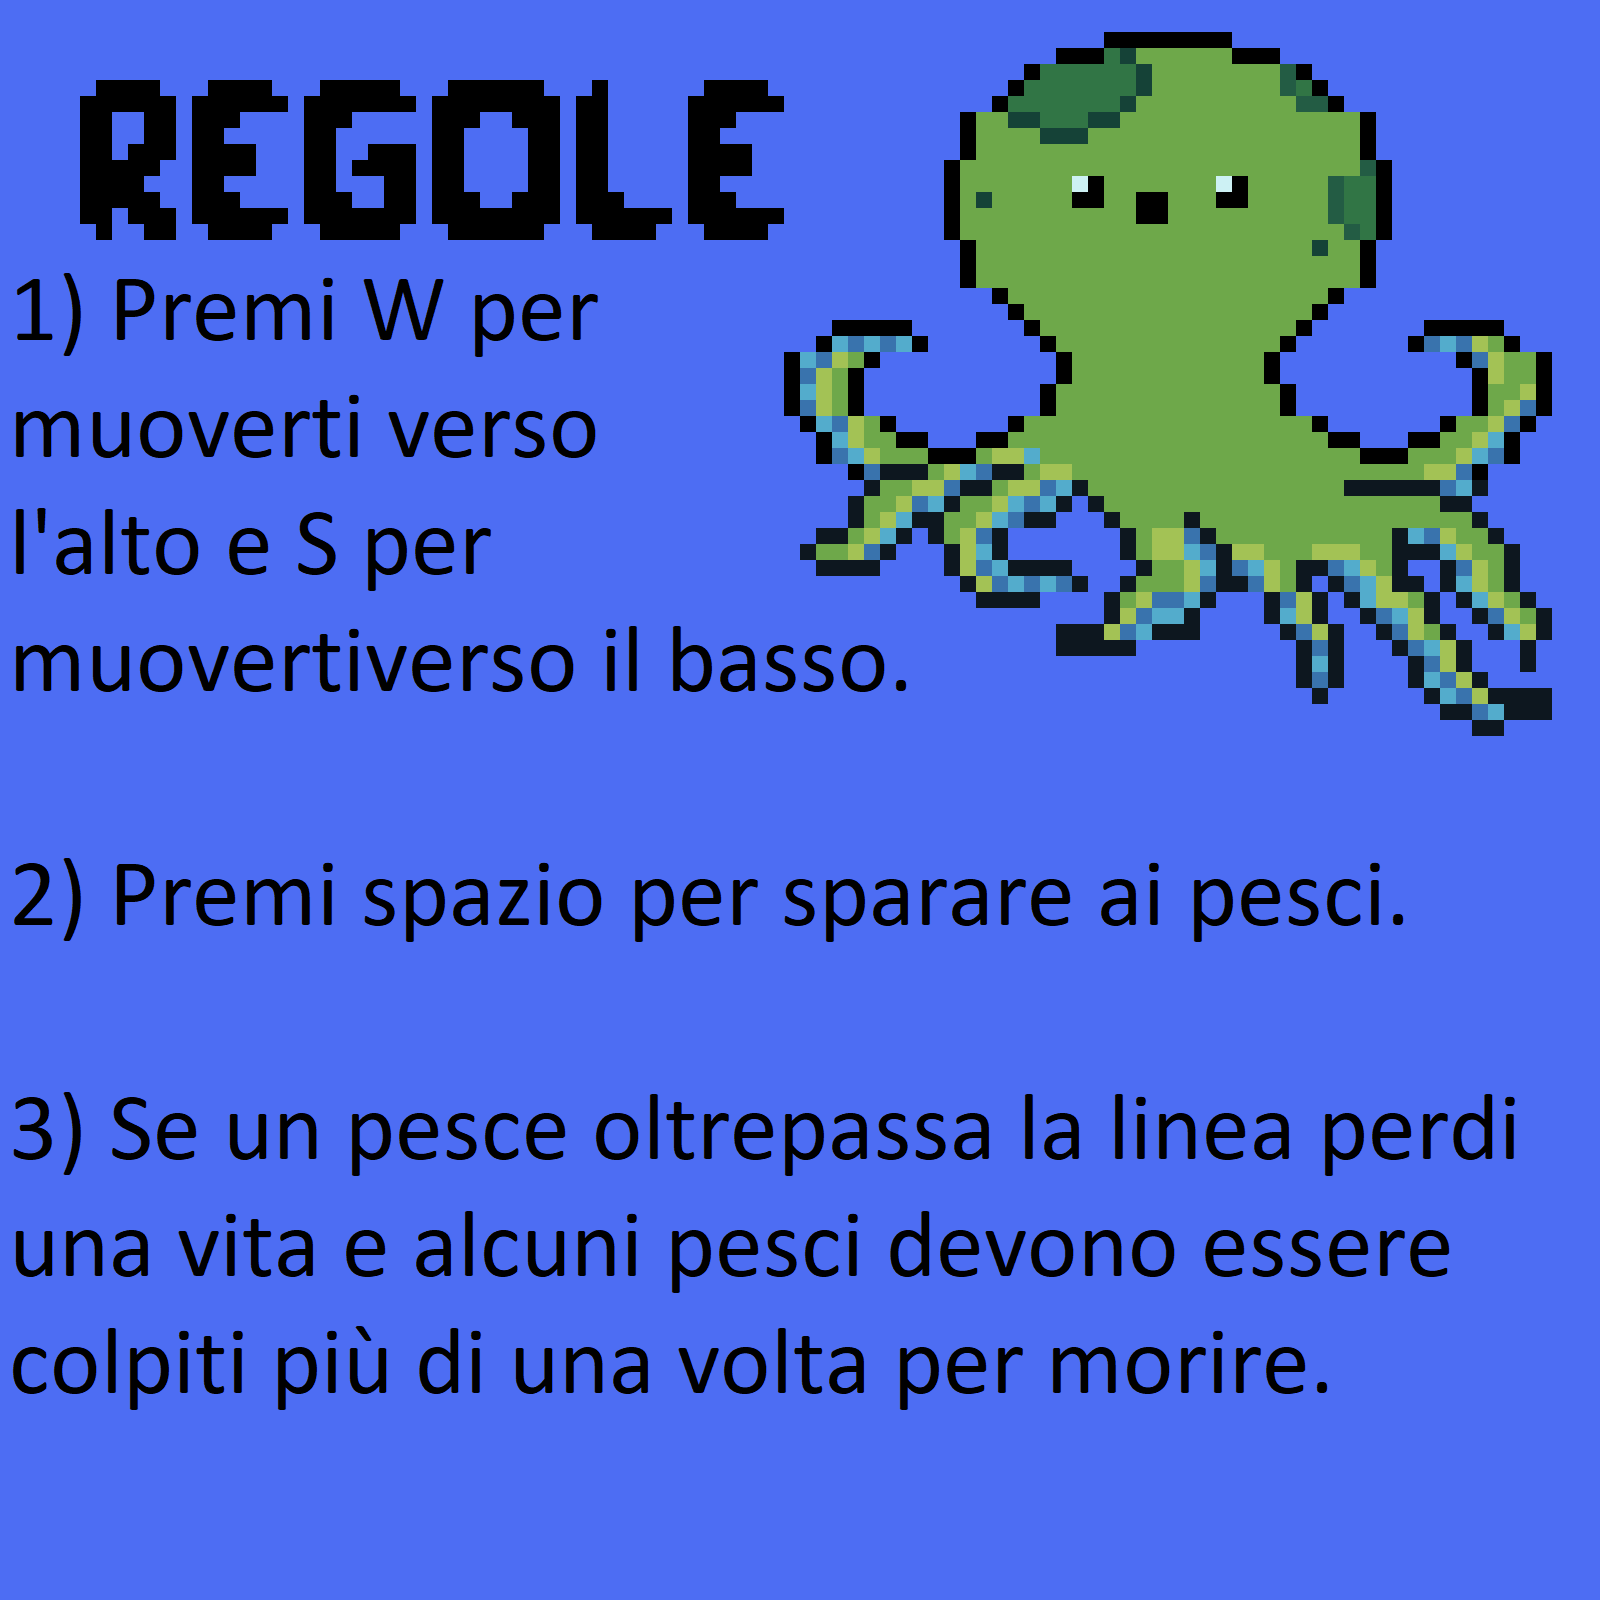 REGOLE
1) Premi W per
muoverti verso
l'alto e S per
muovertiverso il basso.
2) Premi spazio per sparare ai pesci.
3) Se un pesce oltrepassa la linea perdi
una vita e alcuni pesci devono essere
colpiti più di una volta per morire.